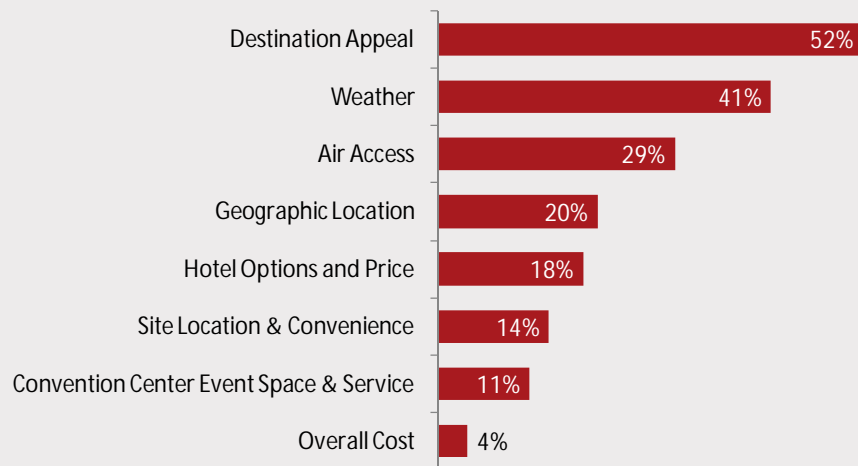 Destination Appeal 52%
Weather 41%
Air Access 29%
Geographic Location 20%
Hotel Options and Price 18%
Site Location & Convenience 14%
Convention Center Event Space & Service 11%
Overall Cost 4%